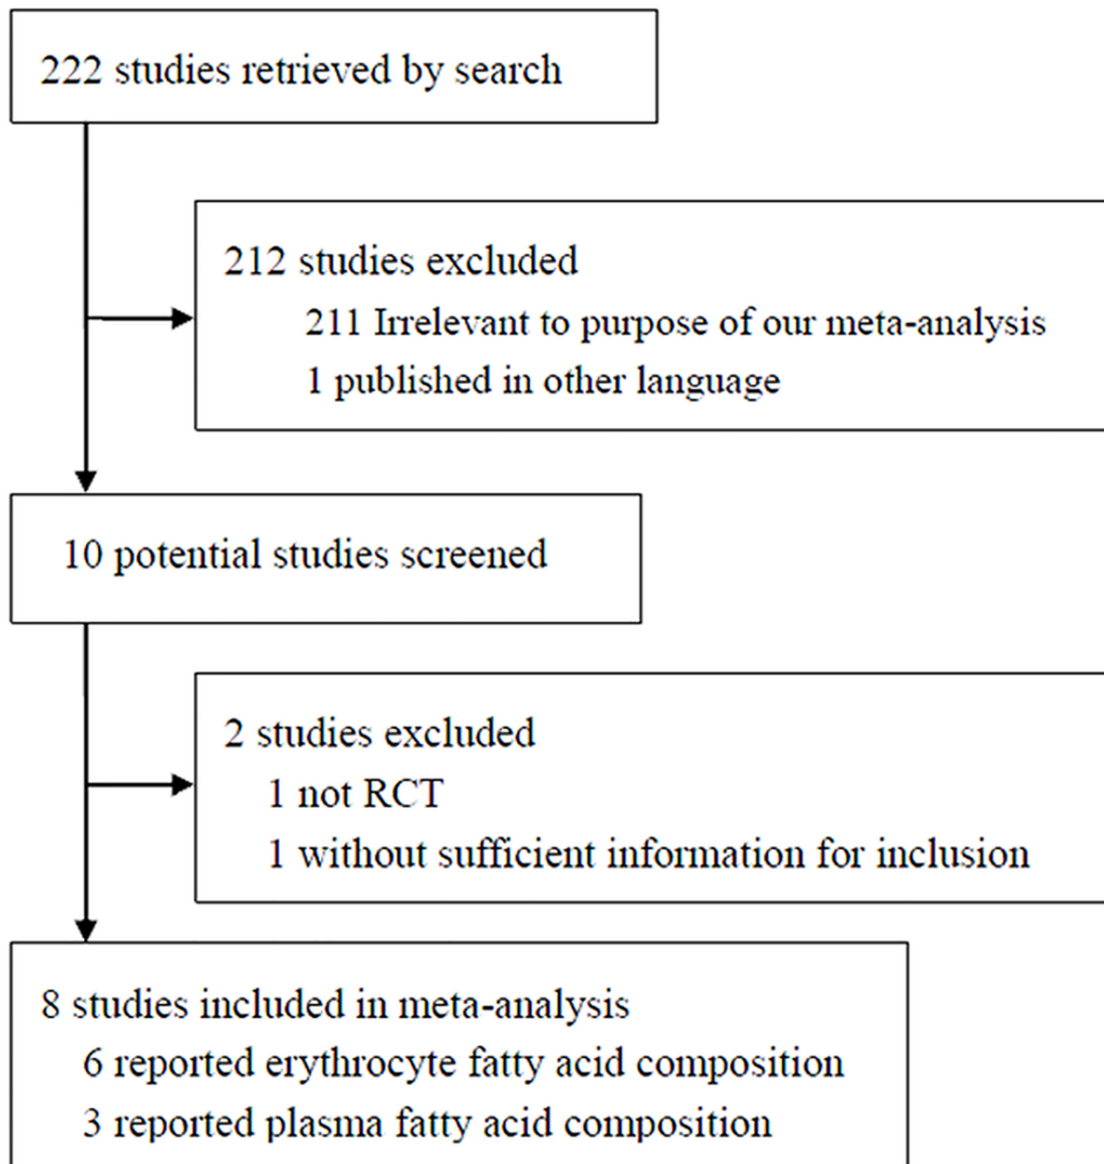 222 studies retrieved by search
212 studies excluded
211 Irrelevant to purpose of our meta-analysis
1 published in other language
10 potential studies screened
2 studies excluded
1 not RCT
1 without sufficient information for inclusion
8 studies included in meta-analysis
6 reported erythrocyte fatty acid composition
3 reported plasma fatty acid composition